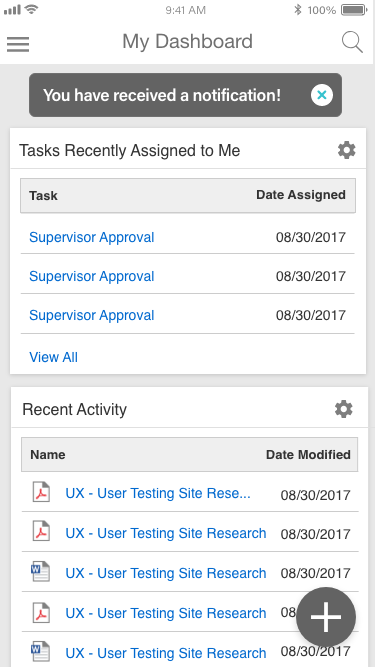 9:41 AM 100%
My Dashboard
You have received a notification!
Tasks Recently Assigned to Me
Task Date Assigned
Supervisor Approval 08/30/2017
Supervisor Approval 08/30/2017
Supervisor Approval 08/30/2017
View All
Recent Activity
Name Date Modified
UX - User Testing Site Rese... 08/30/2017
UX - User Testing Site Research 08/30/2017
W UX - User Testing Site Research 08/30/2017
UX - User Testing Site Research 08
W UX - User Testing Site Research 08/30/2017